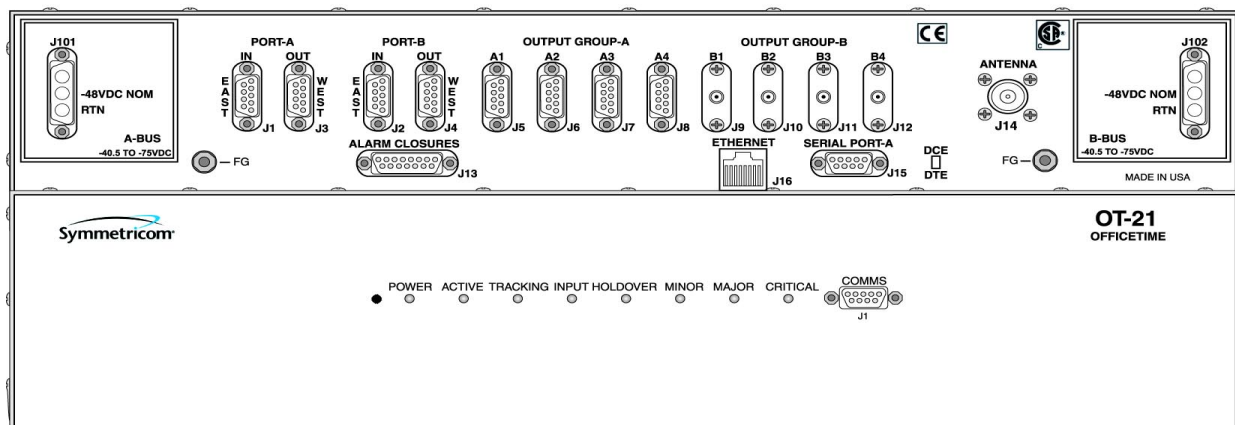 J101
-48VDC NOM
RTN
A-BUS
-40.5 TO -75VDC
PORT-A
IN OUT
EAST
WEST
J1 J3
PORT-B
IN OUT
EAST
WEST
J2 J4
OUTPUT GROUP-A
A1 A2 A3 A4
J5 J6 J7 J8
OUTPUT GROUP-B
B1 B2 B3 B4
J9 J10 J11 J12
CE
SA®
C
ANTENNA
J14
J102
-48VDC NOM
RTN
B-BUS
-40.5 TO -75VDC
FG
ALARM CLOSURES
J13
ETHERNET
J16
SERIAL PORT-A
J15
DCE
DTE
FG
MADE IN USA
Symmetricom
OT-21
OFFICETIME
POWER ACTIVE TRACKING INPUT HOLDOVER MINOR MAJOR CRITICAL
COMMS
J1